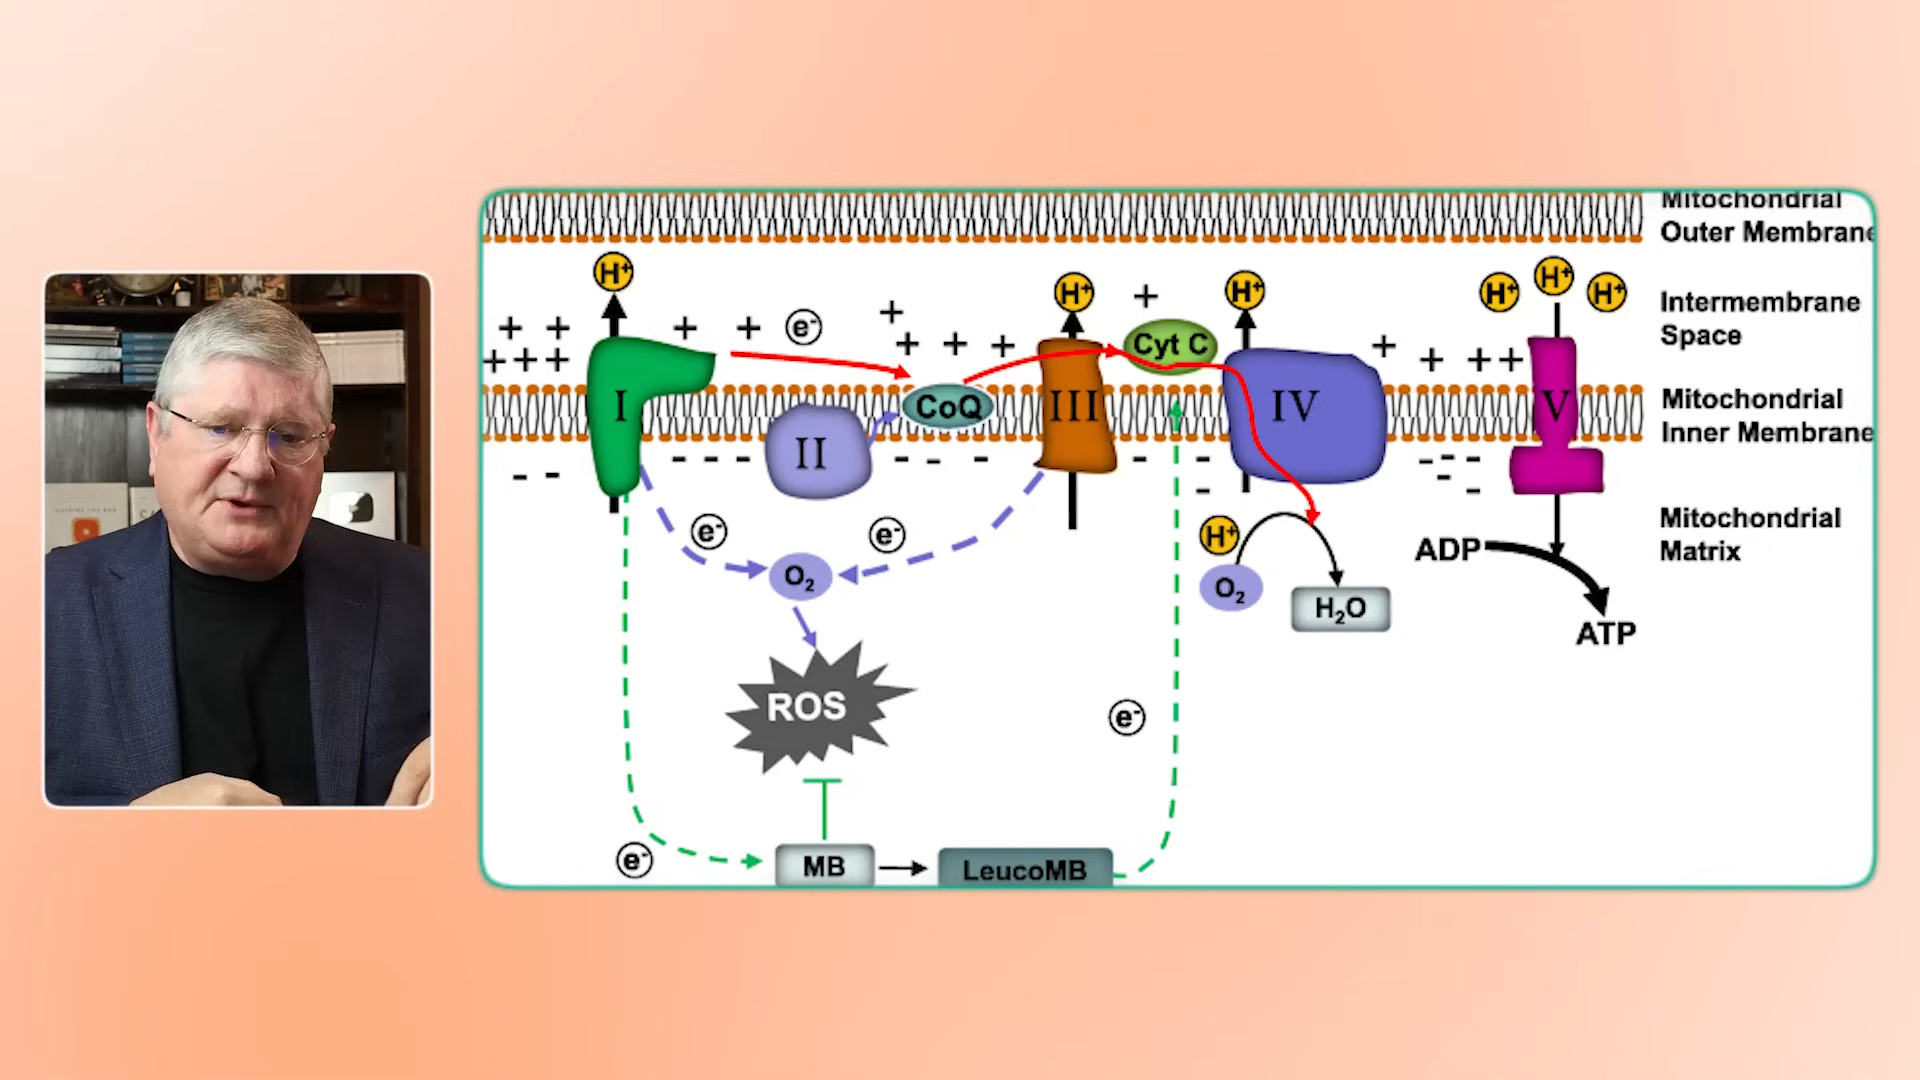 Mitochondrial
Outer Membrane
H+
H+
H+
H+
H+
H+
Intermembrane
Space
+ +
+ + +
+ + e-
+
+ + +
+
+
+ + +
Cyt C
I
II
CoQ
III
IV
V
Mitochondrial
Inner Membrane
- -
- - -
- - -
-
-
-
- - -
-
-
e-
e-
O2
H+
O2
H2O
ADP
ATP
Mitochondrial
Matrix
ROS
e-
e-
MB
LeucoMB